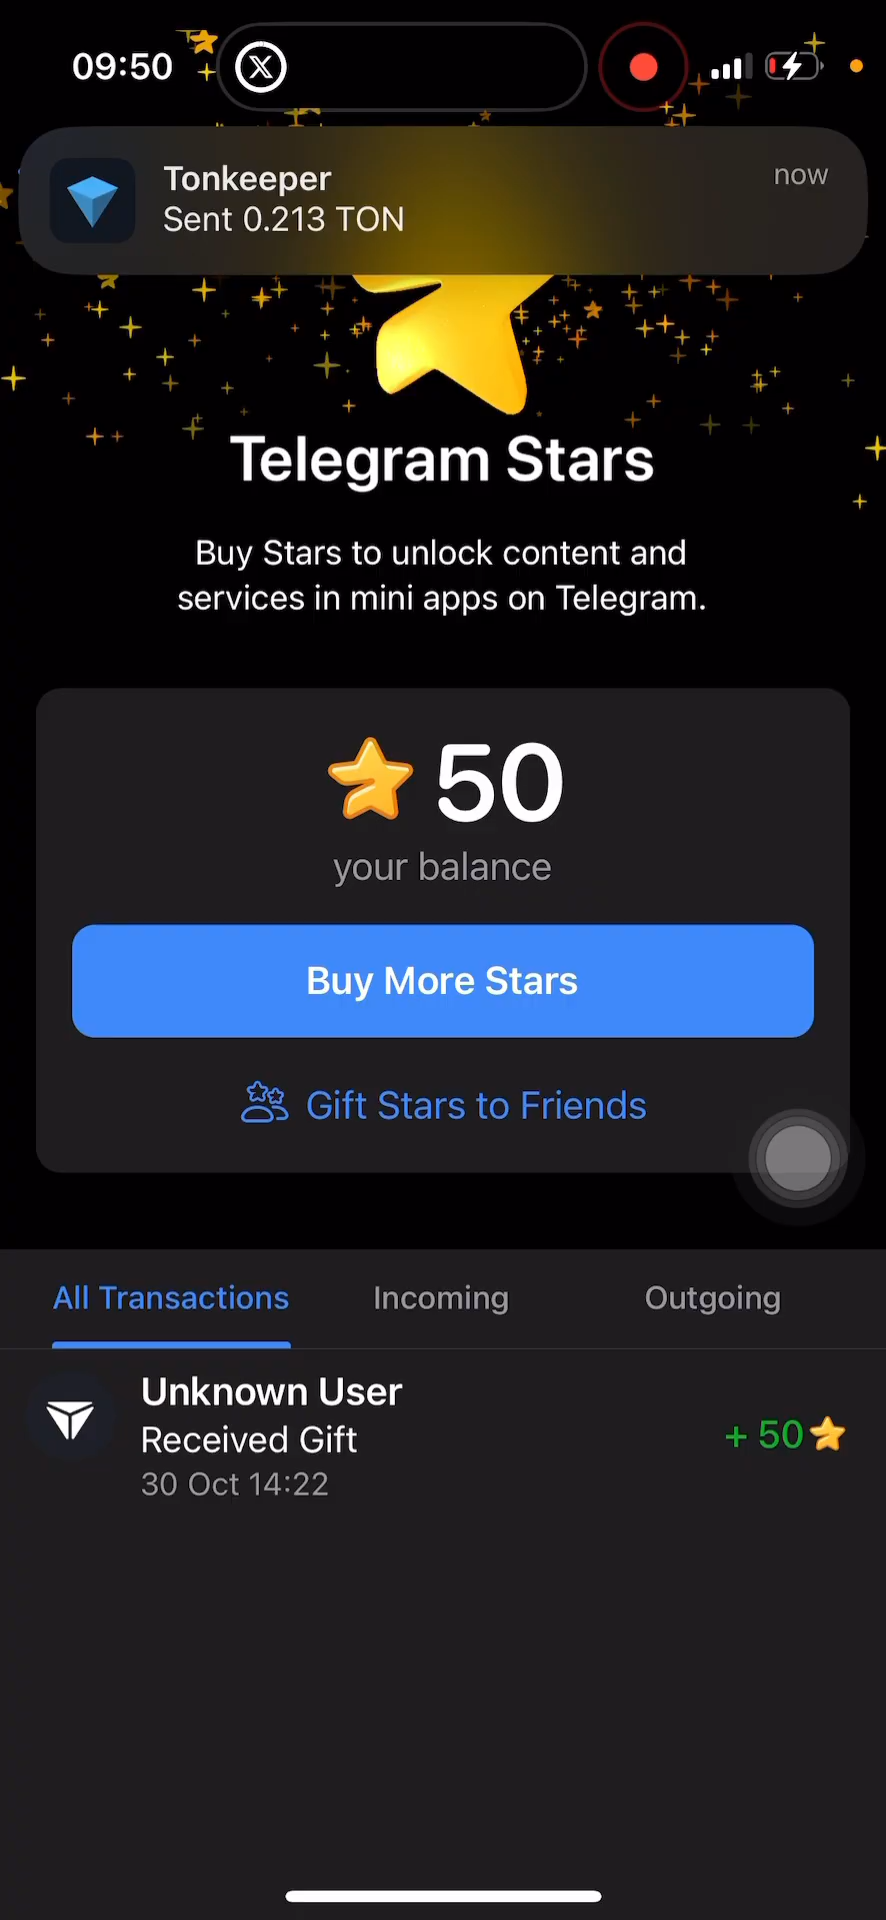 09:50
Tonkeeper
now
Sent 0.213 TON
Telegram Stars
Buy Stars to unlock content and
services in mini apps on Telegram.
50
your balance
Buy More Stars
Gift Stars to Friends
All Transactions
Incoming
Outgoing
Unknown User
Received Gift
+ 50
30 Oct 14:22